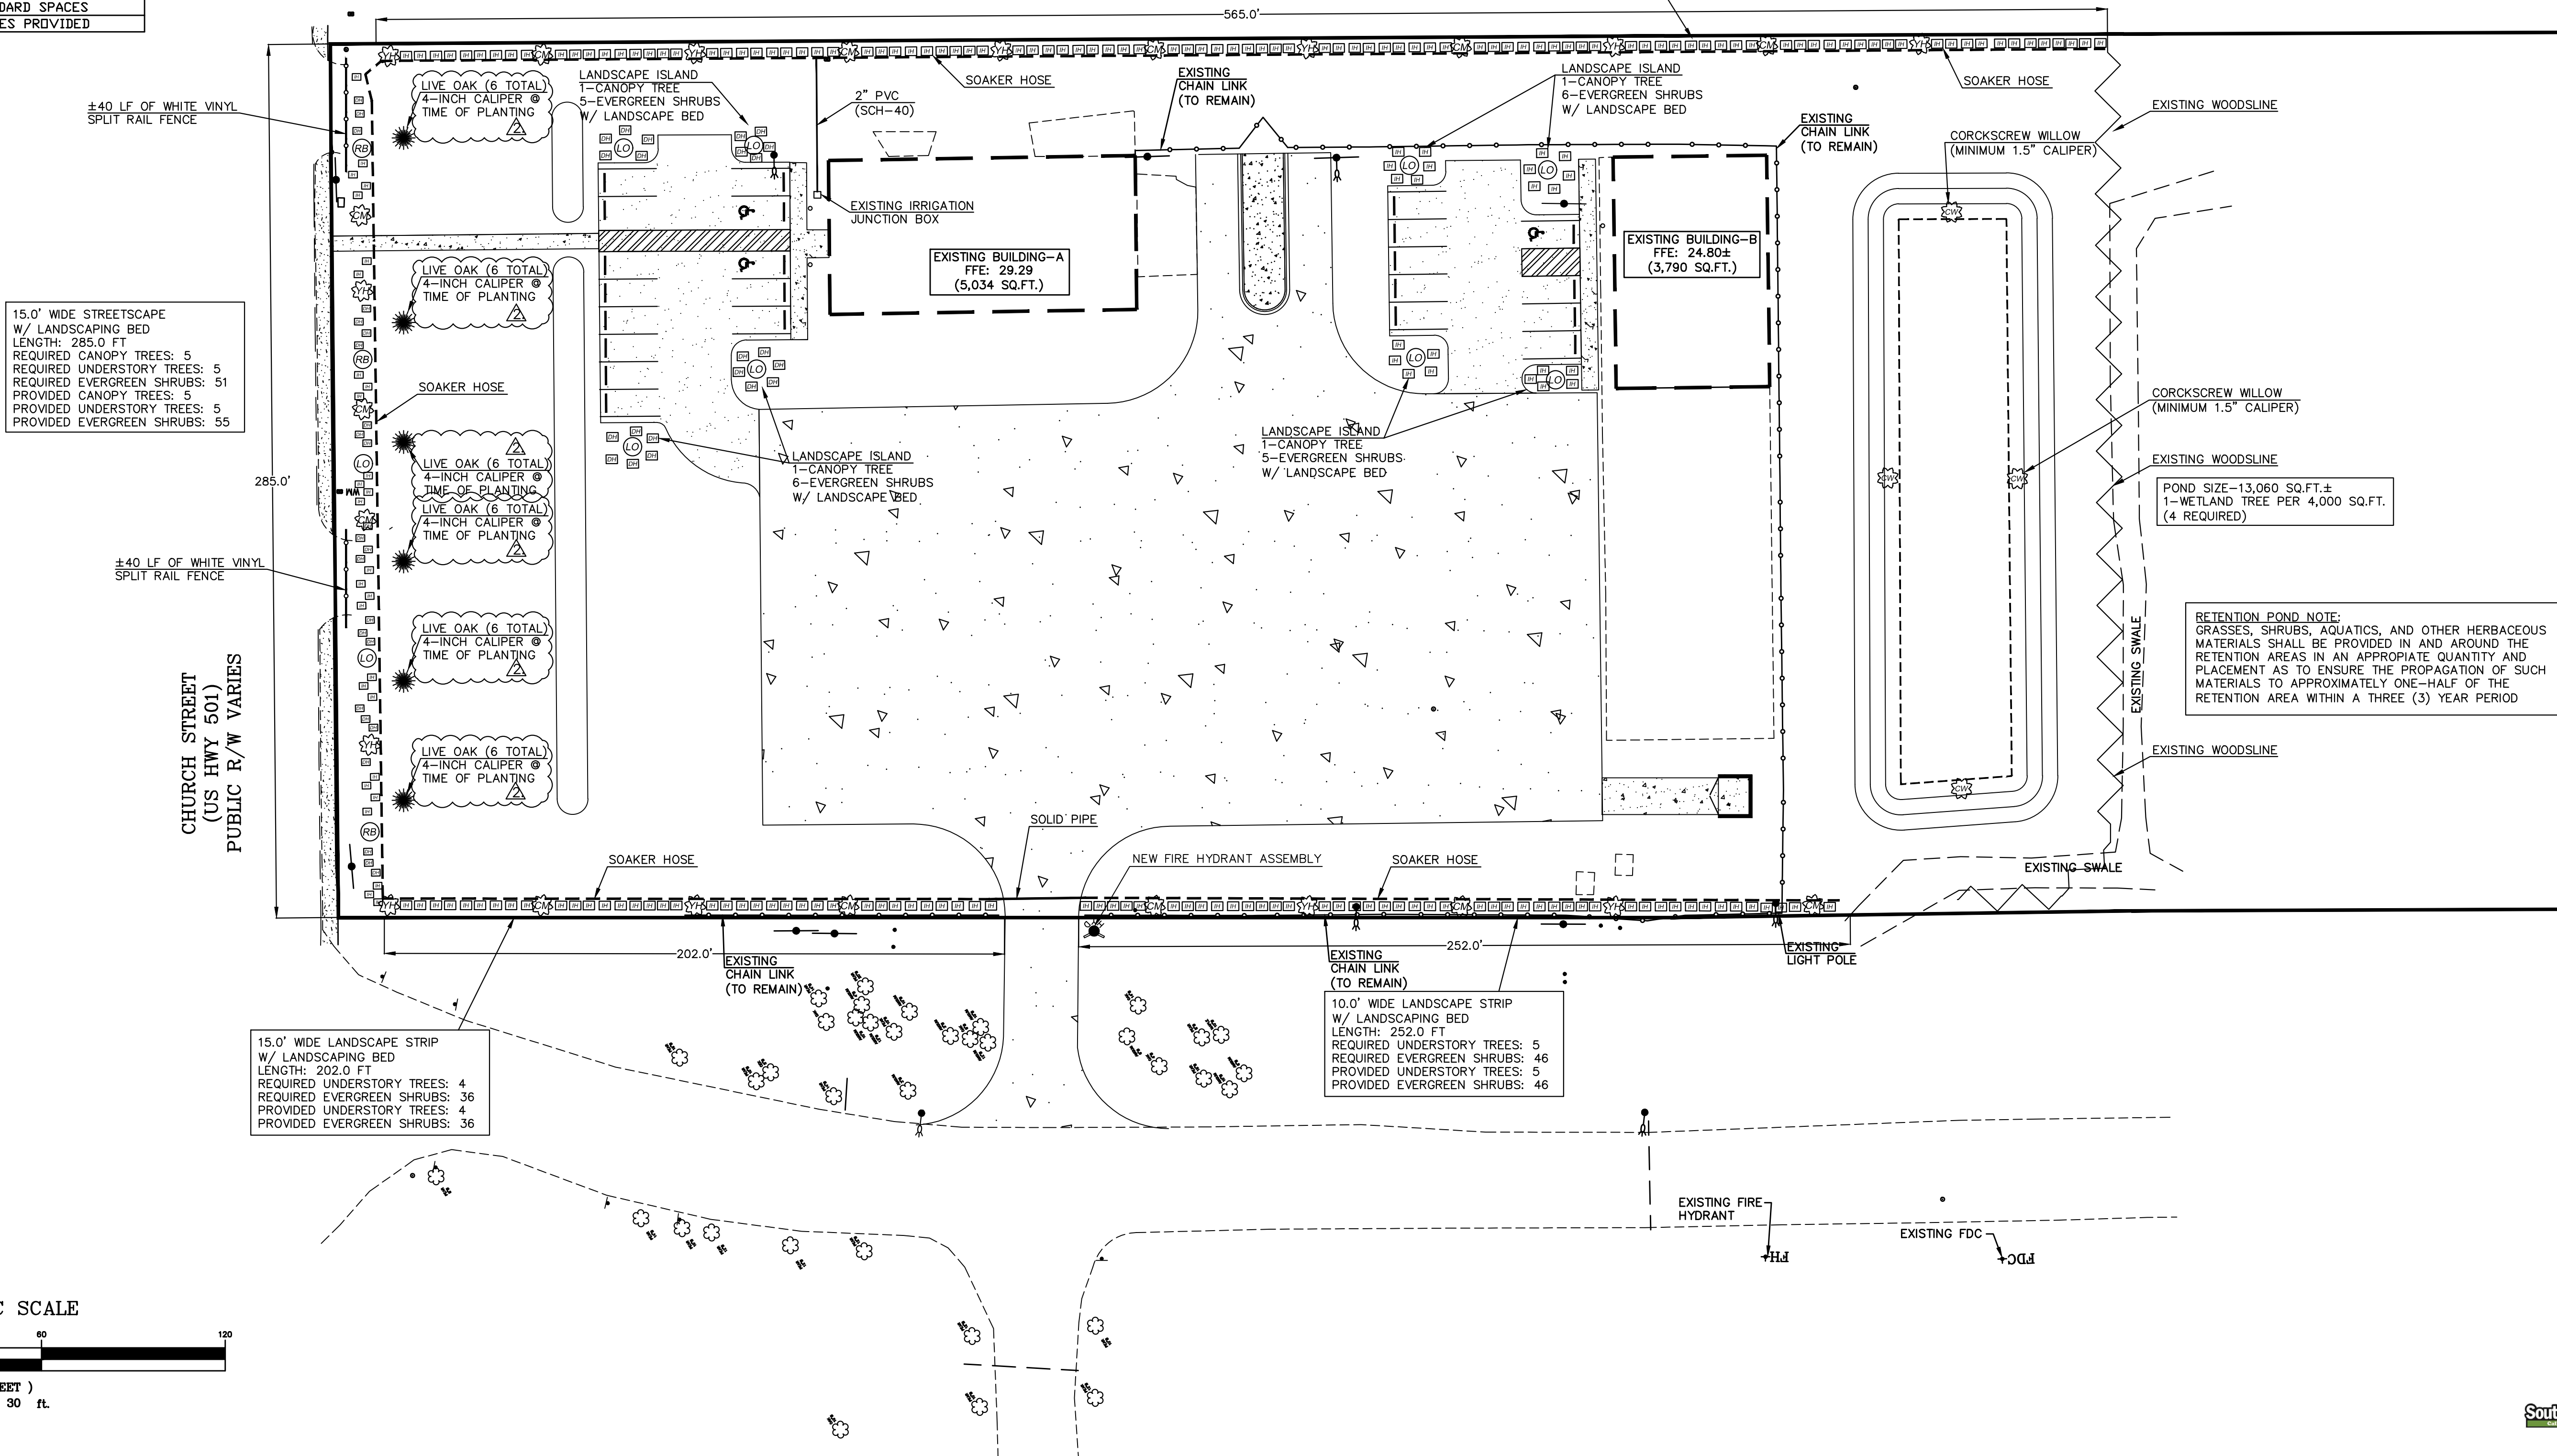 DARD SPACES
ES PROVIDED
565.0'
±40 LF OF WHITE VINYL
SPLIT RAIL FENCE
LIVE OAK (6 TOTAL)
4-INCH CALIPER @
TIME OF PLANTING
2
LANDSCAPE ISLAND
1-CANOPY TREE
5-EVERGREEN SHRUBS
W/ LANDSCAPE BED
2" PVC
(SCH-40)
SOAKER HOSE
EXISTING
CHAIN LINK
(TO REMAIN)
LANDSCAPE ISLAND
1-CANOPY TREE
6-EVERGREEN SHRUBS
W/ LANDSCAPE BED
EXISTING
CHAIN LINK
(TO REMAIN)
SOAKER HOSE
CORCKSCREW WILLOW
(MINIMUM 1.5" CALIPER)
EXISTING WOODSLINE
EXISTING IRRIGATION
JUNCTION BOX
EXISTING BUILDING-A
FFE: 29.29
(5,034 SQ.FT.)
EXISTING BUILDING-B
FFE: 24.80±
(3,790 SQ.FT.)
LIVE OAK (6 TOTAL)
4-INCH CALIPER @
TIME OF PLANTING
2
15.0' WIDE STREETSCAPE
W/ LANDSCAPING BED
LENGTH: 285.0 FT
REQUIRED CANOPY TREES: 5
REQUIRED UNDERSTORY TREES: 5
REQUIRED EVERGREEN SHRUBS: 51
PROVIDED CANOPY TREES: 5
PROVIDED UNDERSTORY TREES: 5
PROVIDED EVERGREEN SHRUBS: 55
SOAKER HOSE
285.0'
2
LIVE OAK (6 TOTAL)
4-INCH CALIPER @
TIME OF PLANTING
LIVE OAK (6 TOTAL)
4-INCH CALIPER @
TIME OF PLANTING
2
WM
LANDSCAPE ISLAND
1-CANOPY TREE
6-EVERGREEN SHRUBS
W/ LANDSCAPE BED
LANDSCAPE ISLAND
1-CANOPY TREE
5-EVERGREEN SHRUBS
W/ LANDSCAPE BED
CORCKSCREW WILLOW
(MINIMUM 1.5" CALIPER)
EXISTING WOODSLINE
POND SIZE-13,060 SQ.FT.±
1-WETLAND TREE PER 4,000 SQ.FT.
(4 REQUIRED)
±40 LF OF WHITE VINYL
SPLIT RAIL FENCE
LIVE OAK (6 TOTAL)
4-INCH CALIPER @
TIME OF PLANTING
2
RETENTION POND NOTE:
GRASSES, SHRUBS, AQUATICS, AND OTHER HERBACEOUS
MATERIALS SHALL BE PROVIDED IN AND AROUND THE
RETENTION AREAS IN AN APPROPIATE QUANTITY AND
PLACEMENT AS TO ENSURE THE PROPAGATION OF SUCH
MATERIALS TO APPROXIMATELY ONE-HALF OF THE
RETENTION AREA WITHIN A THREE (3) YEAR PERIOD
EXISTING SWALE
CHURCH STREET
(US HWY 501)
PUBLIC R/W VARIES
LIVE OAK (6 TOTAL)
4-INCH CALIPER @
TIME OF PLANTING
2
EXISTING WOODSLINE
SOLID PIPE
SOAKER HOSE
NEW FIRE HYDRANT ASSEMBLY
SOAKER HOSE
EXISTING SWALE
202.0'
252.0'
EXISTING
CHAIN LINK
(TO REMAIN)
EXISTING
CHAIN LINK
(TO REMAIN)
EXISTING
LIGHT POLE
15.0' WIDE LANDSCAPE STRIP
W/ LANDSCAPING BED
LENGTH: 202.0 FT
REQUIRED UNDERSTORY TREES: 4
REQUIRED EVERGREEN SHRUBS: 36
PROVIDED UNDERSTORY TREES: 4
PROVIDED EVERGREEN SHRUBS: 36
10.0' WIDE LANDSCAPE STRIP
W/ LANDSCAPING BED
LENGTH: 252.0 FT
REQUIRED UNDERSTORY TREES: 5
REQUIRED EVERGREEN SHRUBS: 46
PROVIDED UNDERSTORY TREES: 5
PROVIDED EVERGREEN SHRUBS: 46
EXISTING FIRE
HYDRANT
FH
EXISTING FDC
FDC
C SCALE
60
120
EET )
30 ft.
Sout